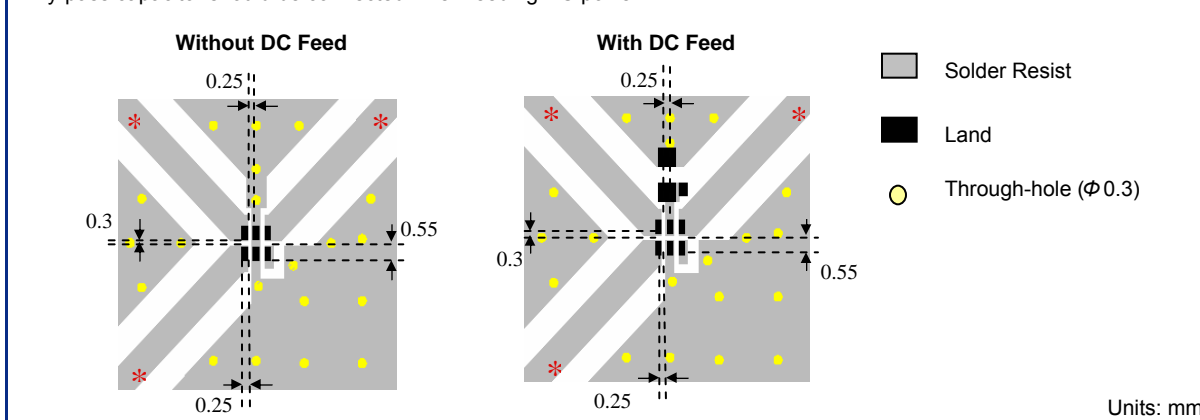 Without DC Feed
With DC Feed
0.25
0.25
Solder Resist
*
*
*
*
Land
Through-hole (Φ0.3)
0.3
0.55
0.3
0.55
*
*
0.25
0.25
Units: mm